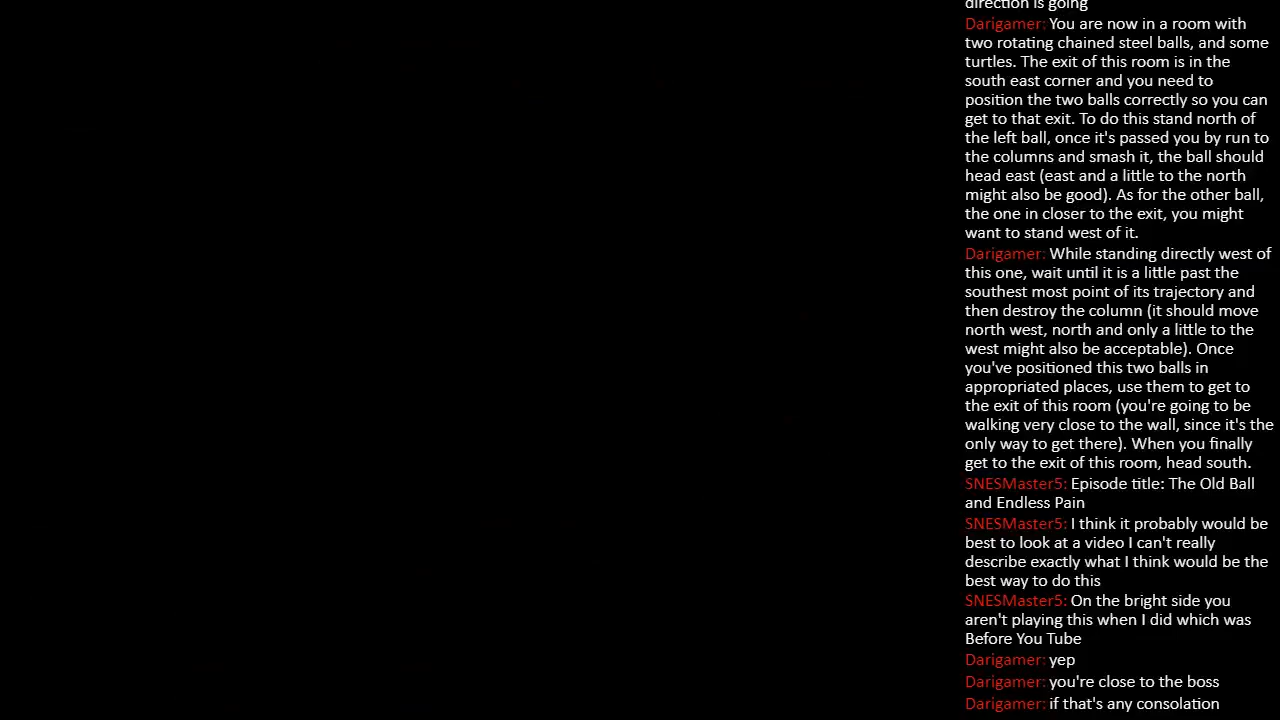 direction is going
Darigamer: You are now in a room with
two rotating chained steel balls, and some
turtles. The exit of this room is in the
south east corner and you need to
position the two balls correctly so you can
get to that exit. To do this stand north of
the left ball, once it's passed you by run to
the columns and smash it, the ball should
head east (east and a little to the north
might also be good). As for the other ball,
the one in closer to the exit, you might
want to stand west of it.
Darigamer: While standing directly west of
this one, wait until it is a little past the
southest most point of its trajectory and
then destroy the column (it should move
north west, north and only a little to the
west might also be acceptable). Once
you've positioned this two balls in
appropriated places, use them to get to
the exit of this room (you're going to be
walking very close to the wall, since it's the
only way to get there). When you finally
get to the exit of this room, head south.
SNESMaster5: Episode title: The Old Ball
and Endless Pain
SNESMaster5: I think it probably would be
best to look at a video I can't really
describe exactly what I think would be the
best way to do this
SNESMaster5: On the bright side you
aren't playing this when I did which was
Before You Tube
Darigamer: yep
Darigamer: you're close to the boss
Darigamer: if that's any consolation